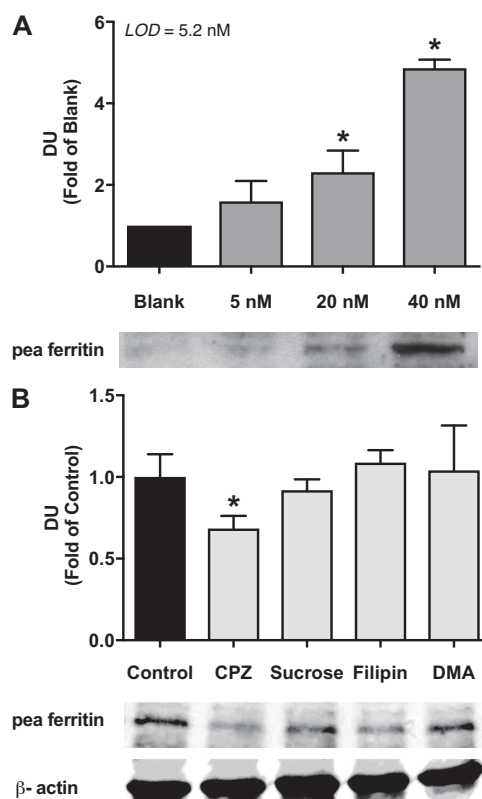 A
LOD = 5.2 nM
DU
(Fold of Blank)
6
4
2
0
*
*
Blank 5 nM 20 nM 40 nM
pea ferritin
B
DU
(Fold of Control)
1.5
1.0
0.5
0.0
*
Control CPZ Sucrose Filipin DMA
pea ferritin
β- actin